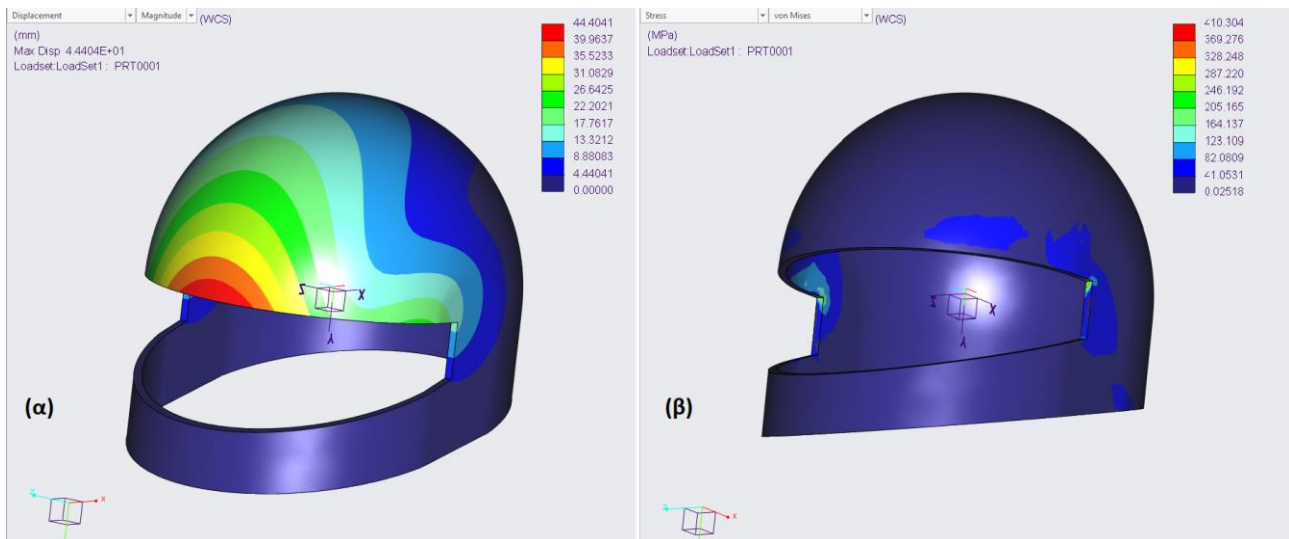 Displacement Magnitude (WCS)
(mm)
Max Disp 4.4404E+01
Loadset:LoadSet1 : PRT0001
44.4041
39.9637
35.5233
31.0829
26.6425
22.2021
17.7617
13.3212
8.88083
4.44041
0.00000
Z X
Y
(α)
z x
Stress von Mises (WCS)
(MPa)
Loadset:LoadSet1 : PRT0001
410.304
369.276
328.248
287.220
246.192
205.165
164.137
123.109
82.0809
41.0531
0.02518
Z X
Y
(β)
x